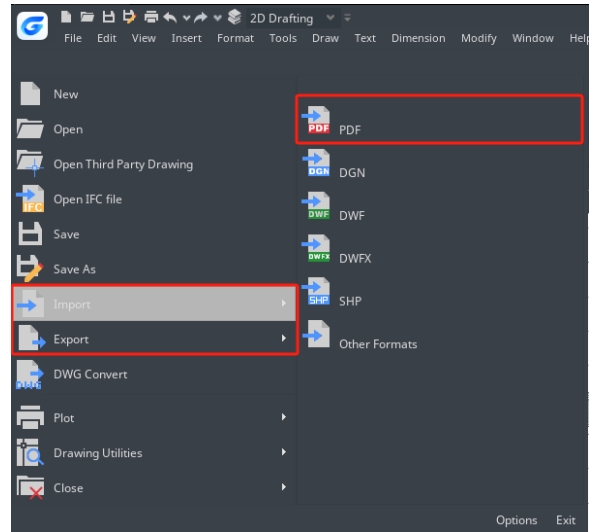 2D Drafting
File Edit View Insert Format Tools Draw Text Dimension Modify Window Help
New
Open
Open Third Party Drawing
IFC Open IFC file
Save
Save As
Import
Export
DWG DWG Convert
Plot
Drawing Utilities
Close
PDF PDF
DGN DGN
DWF DWF
DWFX DWFX
SHP SHP
Other Formats
Options Exit